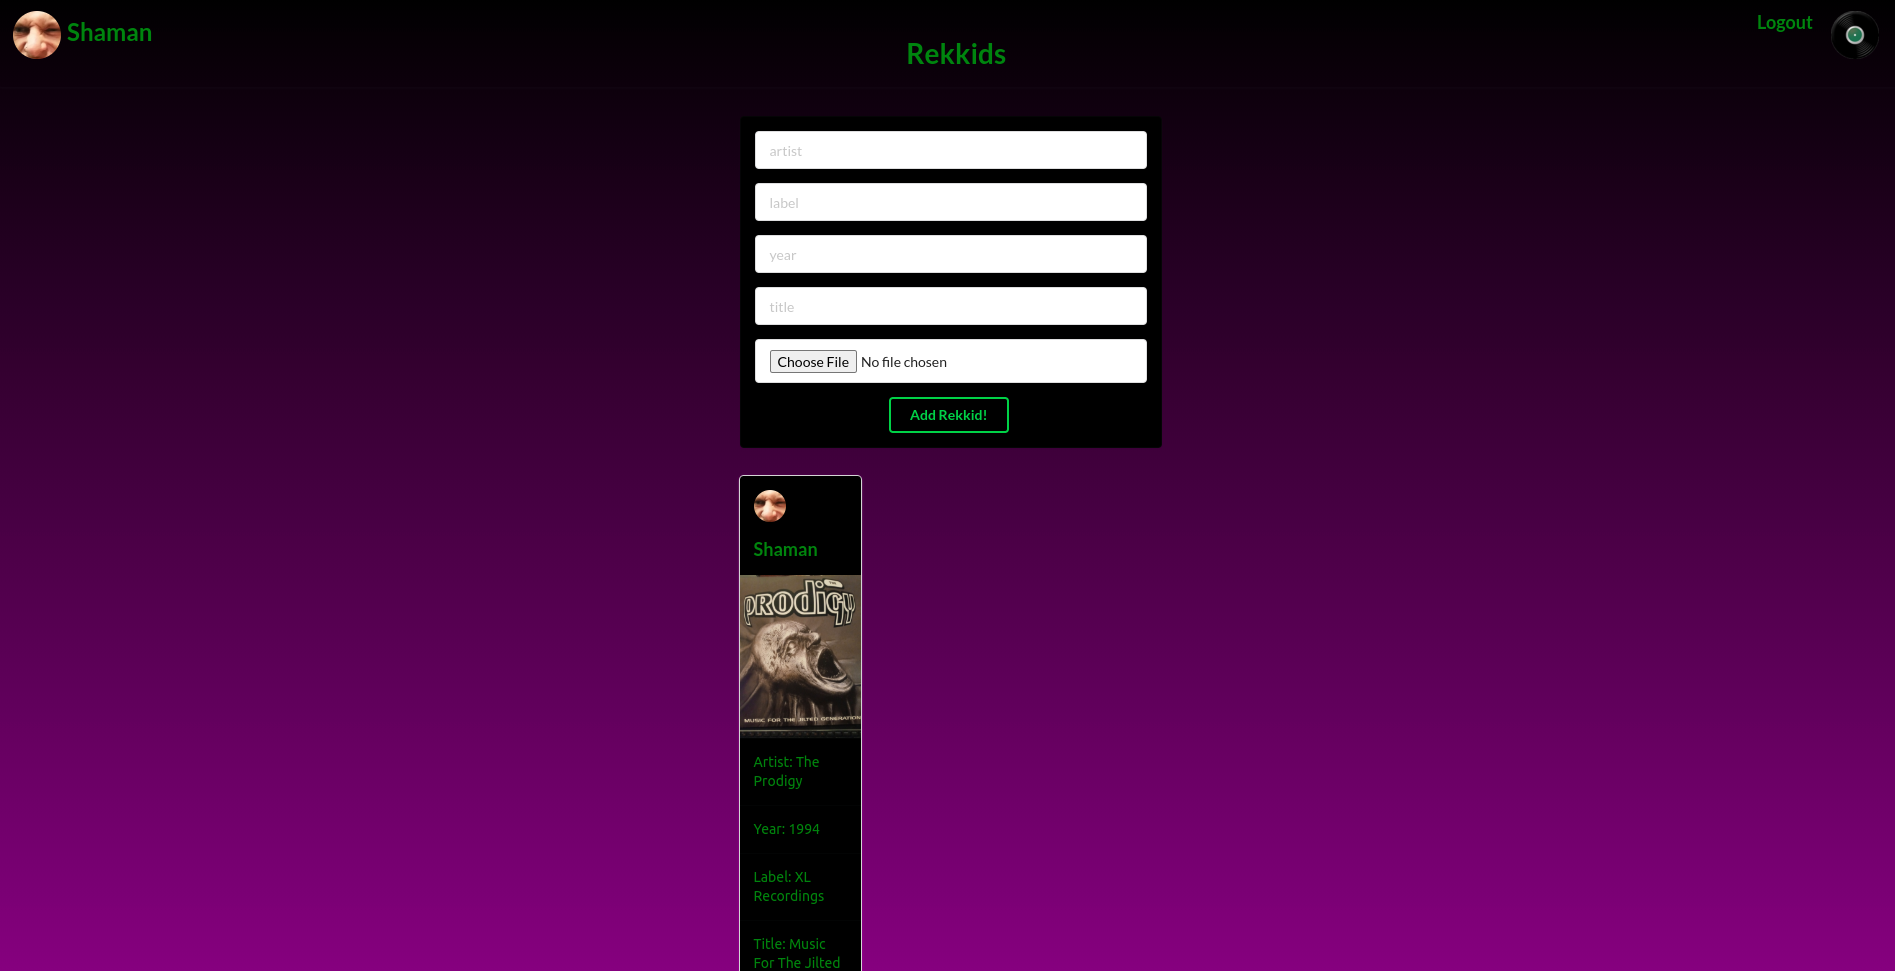 Shaman
Logout
Rekkids
artist
label
year
title
Choose File No file chosen
Add Rekkid!
Shaman
PRODIGY
MUSIC FOR THE JILTED GENERATION
Artist: The
Prodigy
Year: 1994
Label: XL
Recordings
Title: Music
For The Jilted